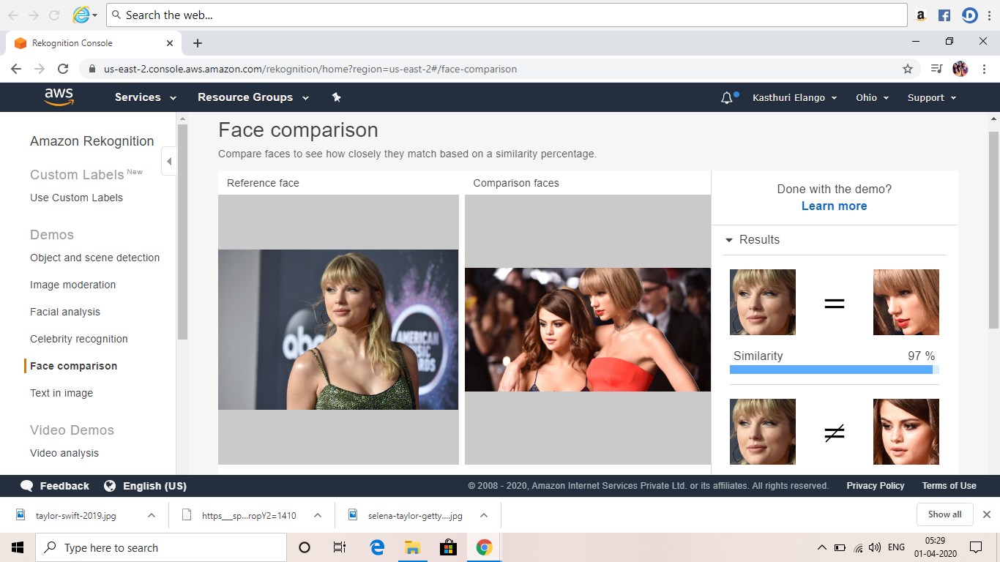 Search the web...
Rekognition Console
us-east-2.console.aws.amazon.com/rekognition/home?region=us-east-2#/face-comparison
aws Services Resource Groups Kasthuri Elango Ohio Support
Amazon Rekognition
Custom Labels New
Use Custom Labels
Demos
Object and scene detection
Image moderation
Facial analysis
Celebrity recognition
Face comparison
Text in image
Video Demos
Video analysis
Face comparison
Compare faces to see how closely they match based on a similarity percentage.
Reference face
Comparison faces
abc
AMERICAN
MUSIC
AWARDS
Done with the demo?
Learn more
Results
=
Similarity 97 %
≠
Feedback English (US) © 2008 - 2020, Amazon Internet Services Private Ltd. or its affiliates. All rights reserved. Privacy Policy Terms of Use
taylor-swift-2019.jpg https___sp...ropY2=1410 selena-taylor-getty....jpg Show all
Type here to search ENG 05:29
01-04-2020